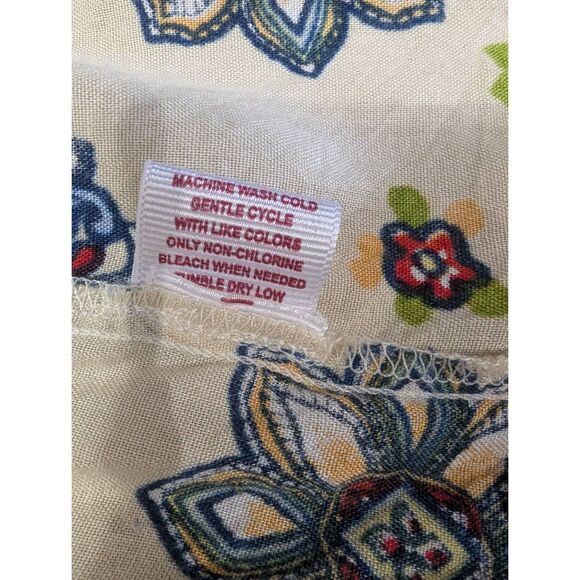 MACHINE WASH COLD
GENTLE CYCLE
WITH LIKE COLORS
ONLY NON-CHLORINE
BLEACH WHEN NEEDED
TUMBLE DRY LOW